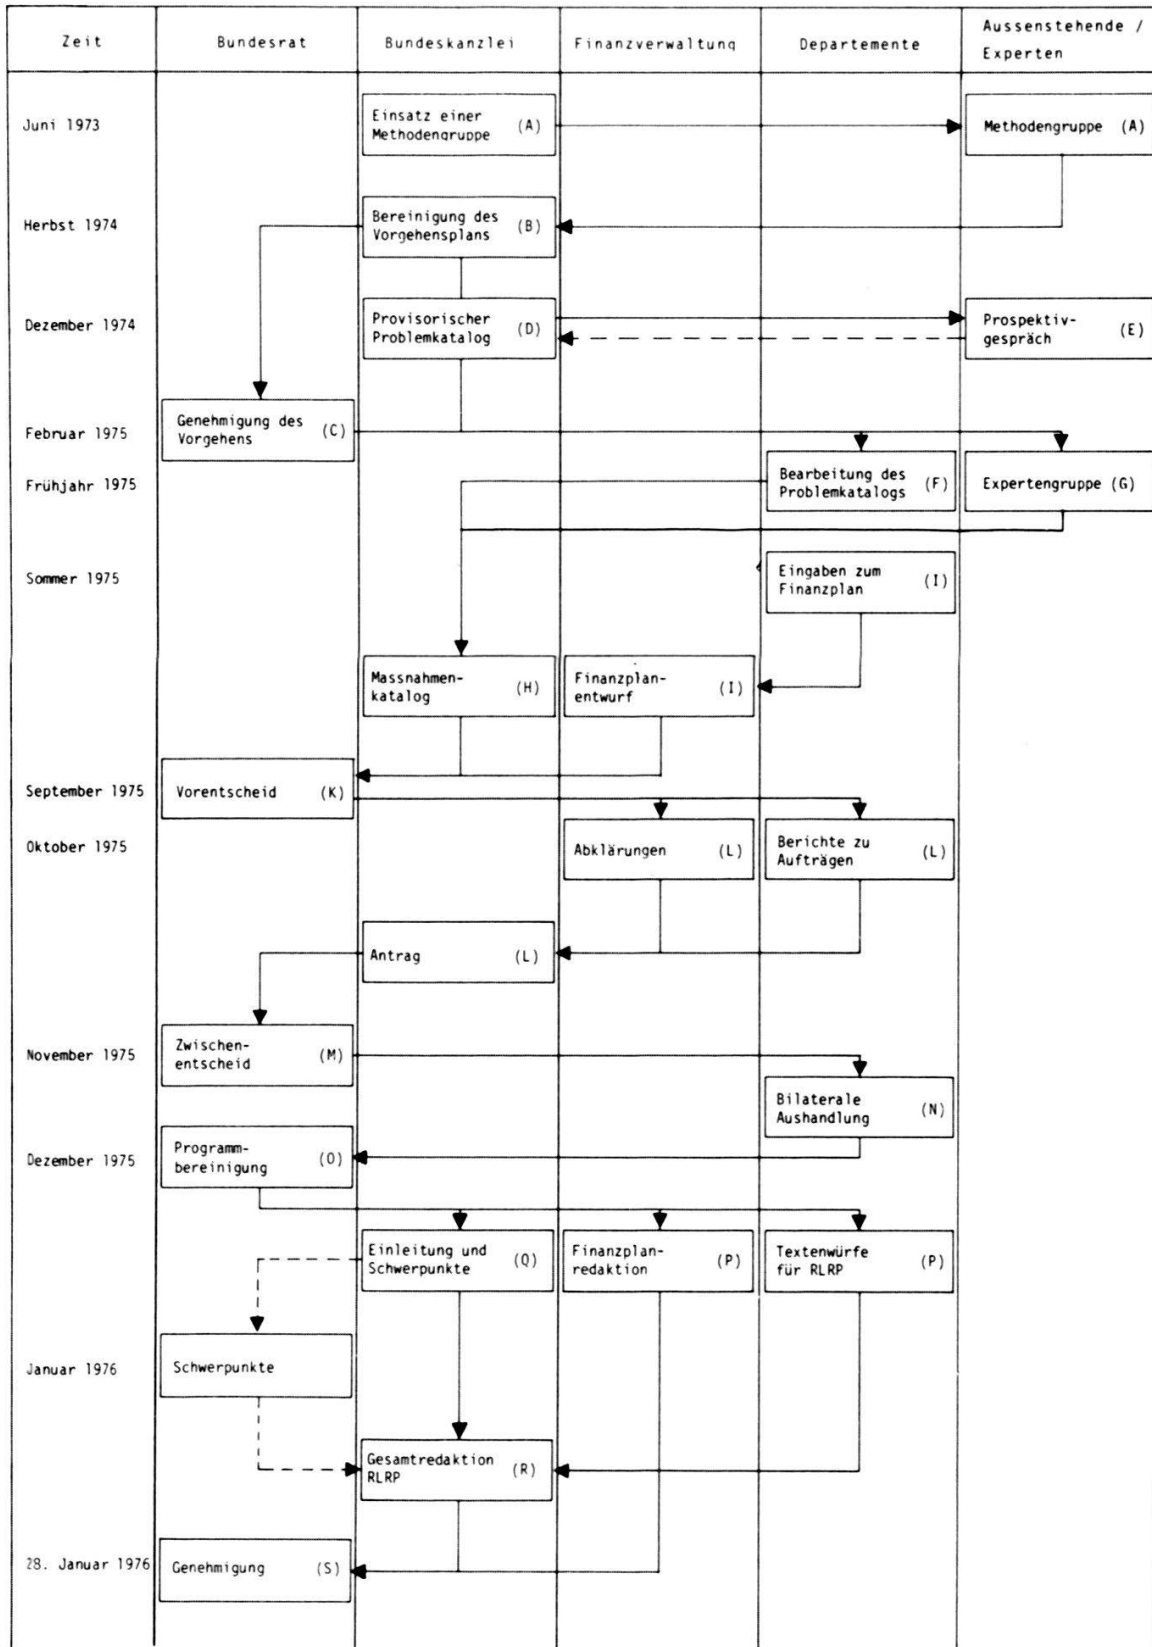 Zeit
Bundesrat
Bundeskanzlei
Finanzverwaltung
Departemente
Aussenstehende /
Experten
Juni 1973
Einsatz einer
Methodengruppe (A)
Methodengruppe (A)
Herbst 1974
Bereinigung des
Vorgehensplans (B)
Dezember 1974
Provisorischer
Problemkatalog (D)
Prospektiv-
gespräch (E)
Februar 1975
Genehmigung des
Vorgehens (C)
Frühjahr 1975
Bearbeitung des
Problemkatalogs (F)
Expertengruppe (G)
Sommer 1975
Eingaben zum
Finanzplan (I)
Massnahmen-
katalog (H)
Finanzplan-
entwurf (I)
September 1975
Vorentscheid (K)
Oktober 1975
Abklärungen (L)
Berichte zu
Aufträgen (L)
Antrag (L)
November 1975
Zwischen-
entscheid (M)
Bilaterale
Aushandlung (N)
Dezember 1975
Programm-
bereinigung (O)
Einleitung und
Schwerpunkte (Q)
Finanzplan-
redaktion (P)
Textenwürfe
für RLRP (P)
Januar 1976
Schwerpunkte
Gesamtredaktion
RLRP (R)
28. Januar 1976
Genehmigung (S)